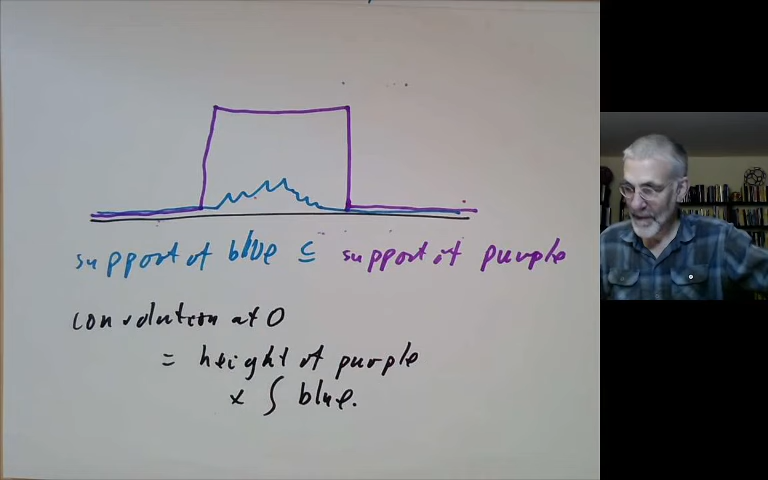 support of blue ⊆ support of purple
convolution at 0
= height of purple
× ∫ blue.